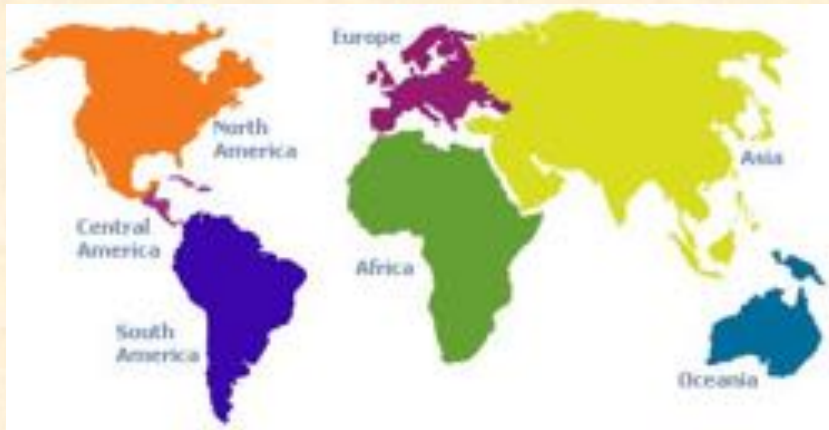 Europe
North
America
Asia
Central
America
Africa
South
America
Oceania